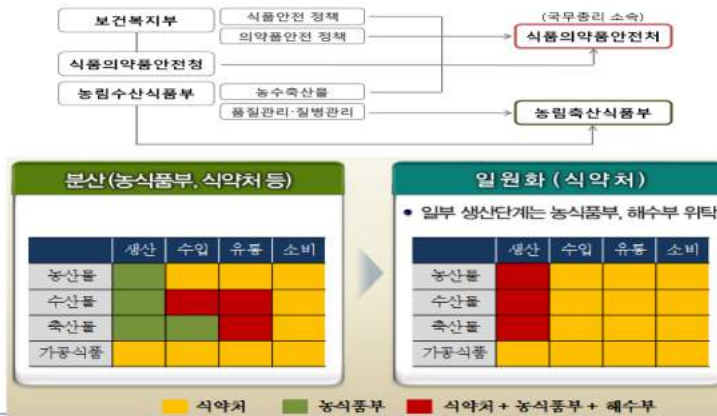 보건복지부
식품안전 정책
(국무총리 소속)
의약품안전 정책
식품의약품안전처
식품의약품안전청
농림수산식품부
농수축산물
품질관리·질병관리
농림축산식품부
분산(농식품부, 식약처 등)
생산 수입 유통 소비
농산물
수산물
축산물
가공식품
일원화 (식약처)
• 일부 생산단계는 농식품부, 해수부 위탁
생산 수입 유통 소비
농산물
수산물
축산물
가공식품
식약처 농식품부 식약처 + 농식품부 + 해수부